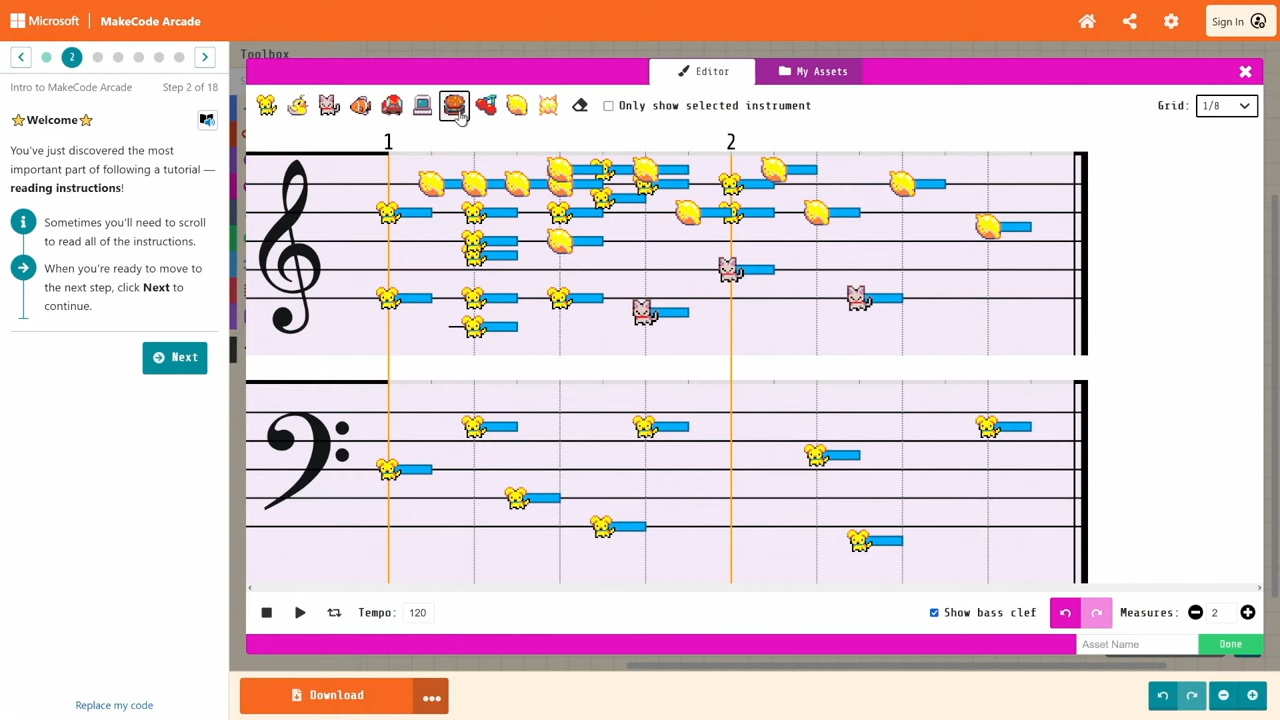 Microsoft MakeCode Arcade
Sign In
2
Intro to MakeCode Arcade Step 2 of 18
⭐Welcome⭐
You've just discovered the most
important part of following a tutorial —
reading instructions!
Sometimes you'll need to scroll
to read all of the instructions.
When you're ready to move to
the next step, click Next to
continue.
Next
Replace my code
Toolbox
Editor My Assets
Only show selected instrument Grid: 1/8
1 2
Tempo: 120 Show bass clef Measures: 2
Asset Name Done
Download